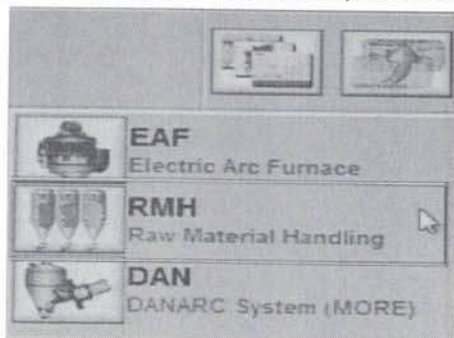 EAF
Electric Arc Furnace
RMH
Raw Material Handling
DAN
DANARC System (MORE)